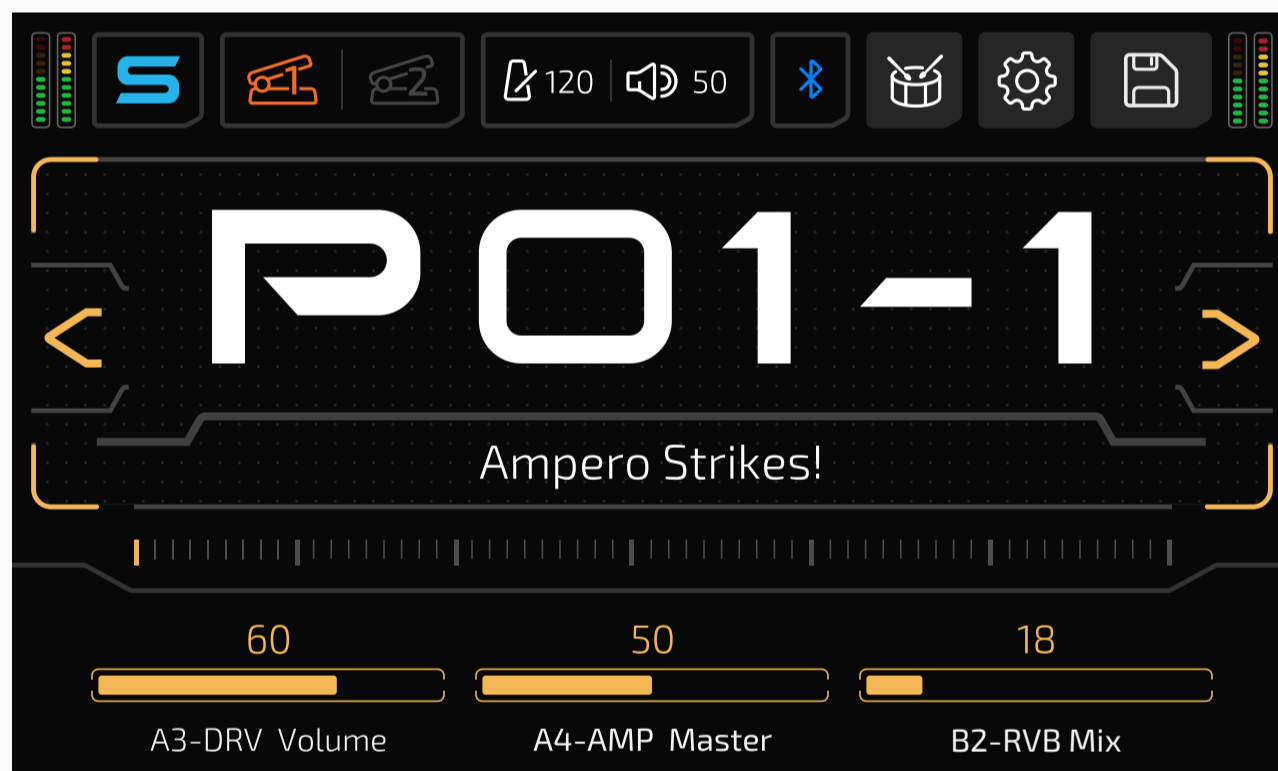 S 1 2 120 50
P01-1
Ampero Strikes!
60 50 18
A3-DRV Volume A4-AMP Master B2-RVB Mix